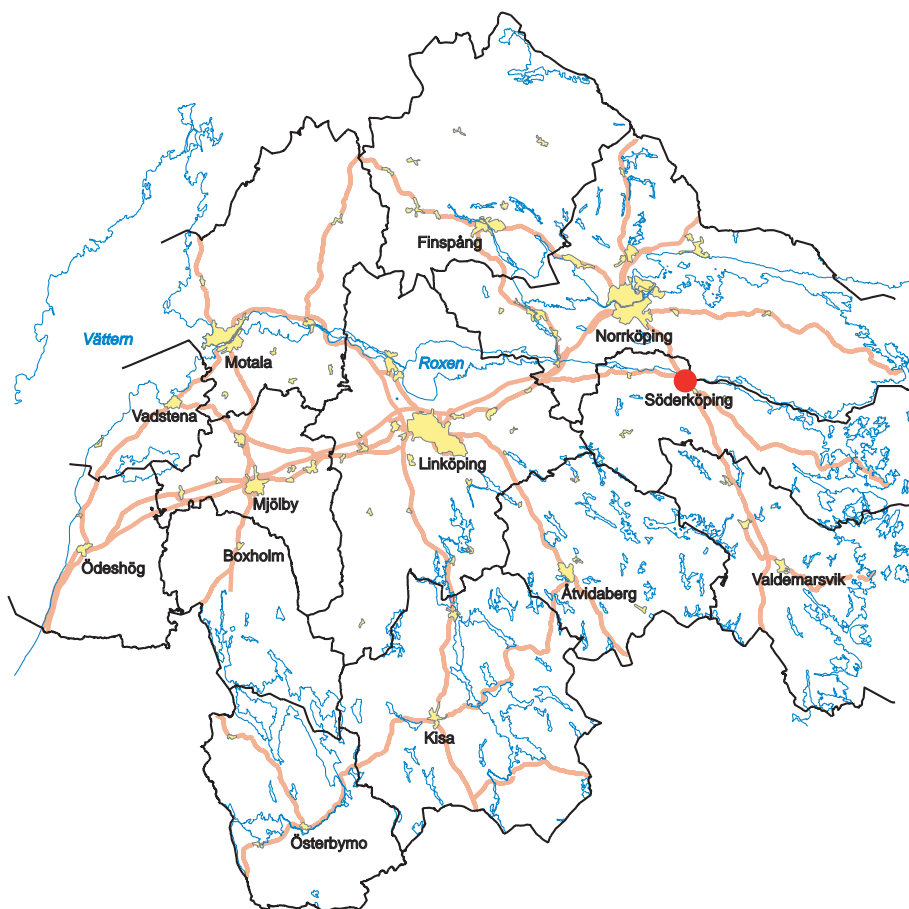 Finspång
Norrköping
Vättern
Motala
Roxen
Söderköping
Vadstena
Linköping
Mjölby
Boxholm
Ödeshög
Valdemarsvik
Åtvidaberg
Kisa
Österbymo